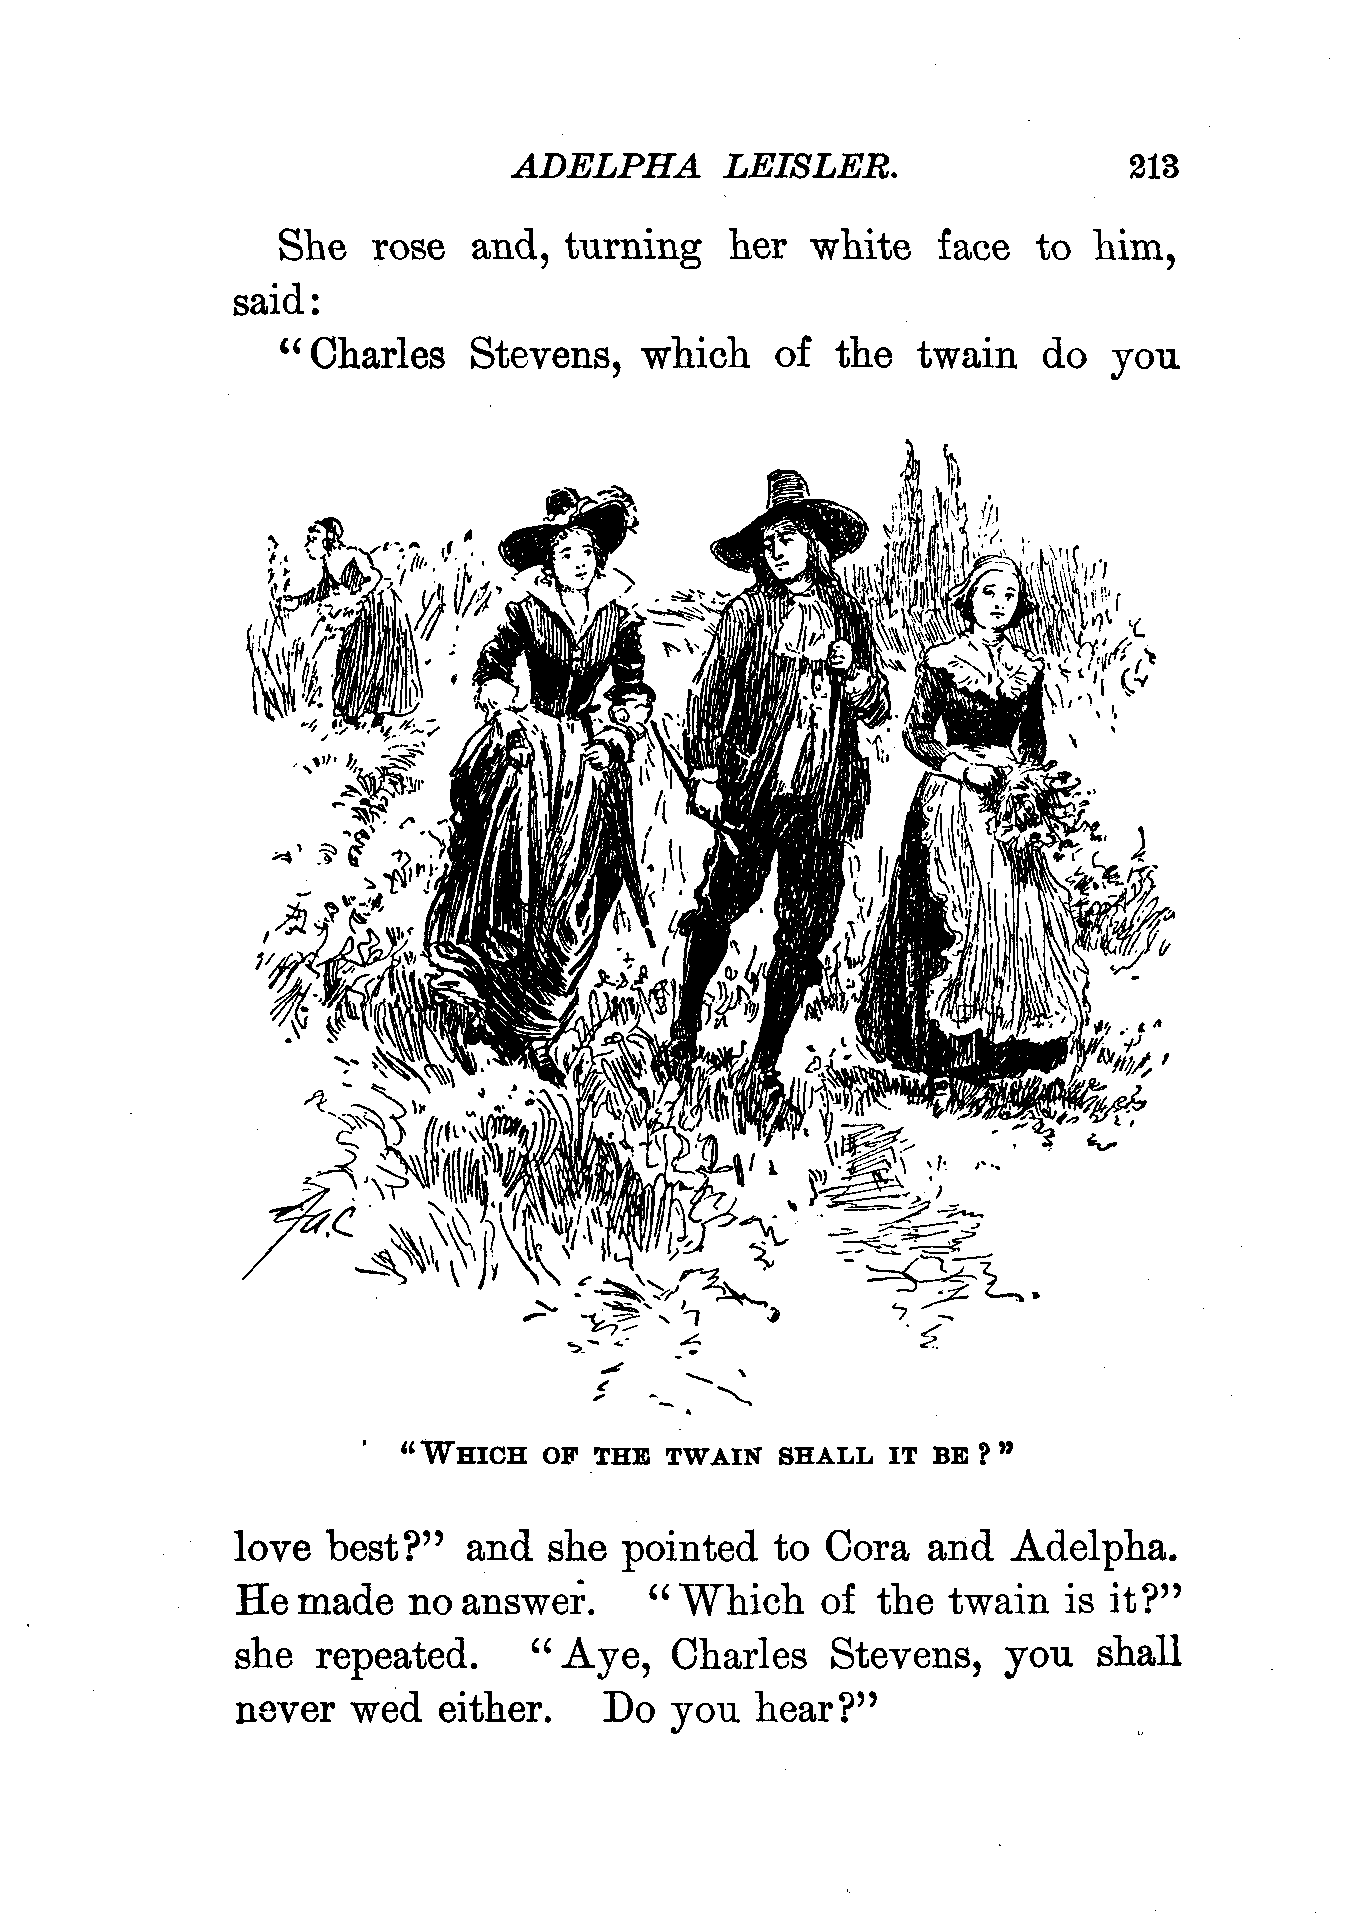 ADELPHA LEISLER. 213
She rose and, turning her white face to him,
said:
"Charles Stevens, which of the twain do you
"WHICH OF THE TWAIN SHALL IT BE?"
love best?" and she pointed to Cora and Adelpha.
He made no answer. "Which of the twain is it?"
she repeated. "Aye, Charles Stevens, you shall
never wed either. Do you hear?"